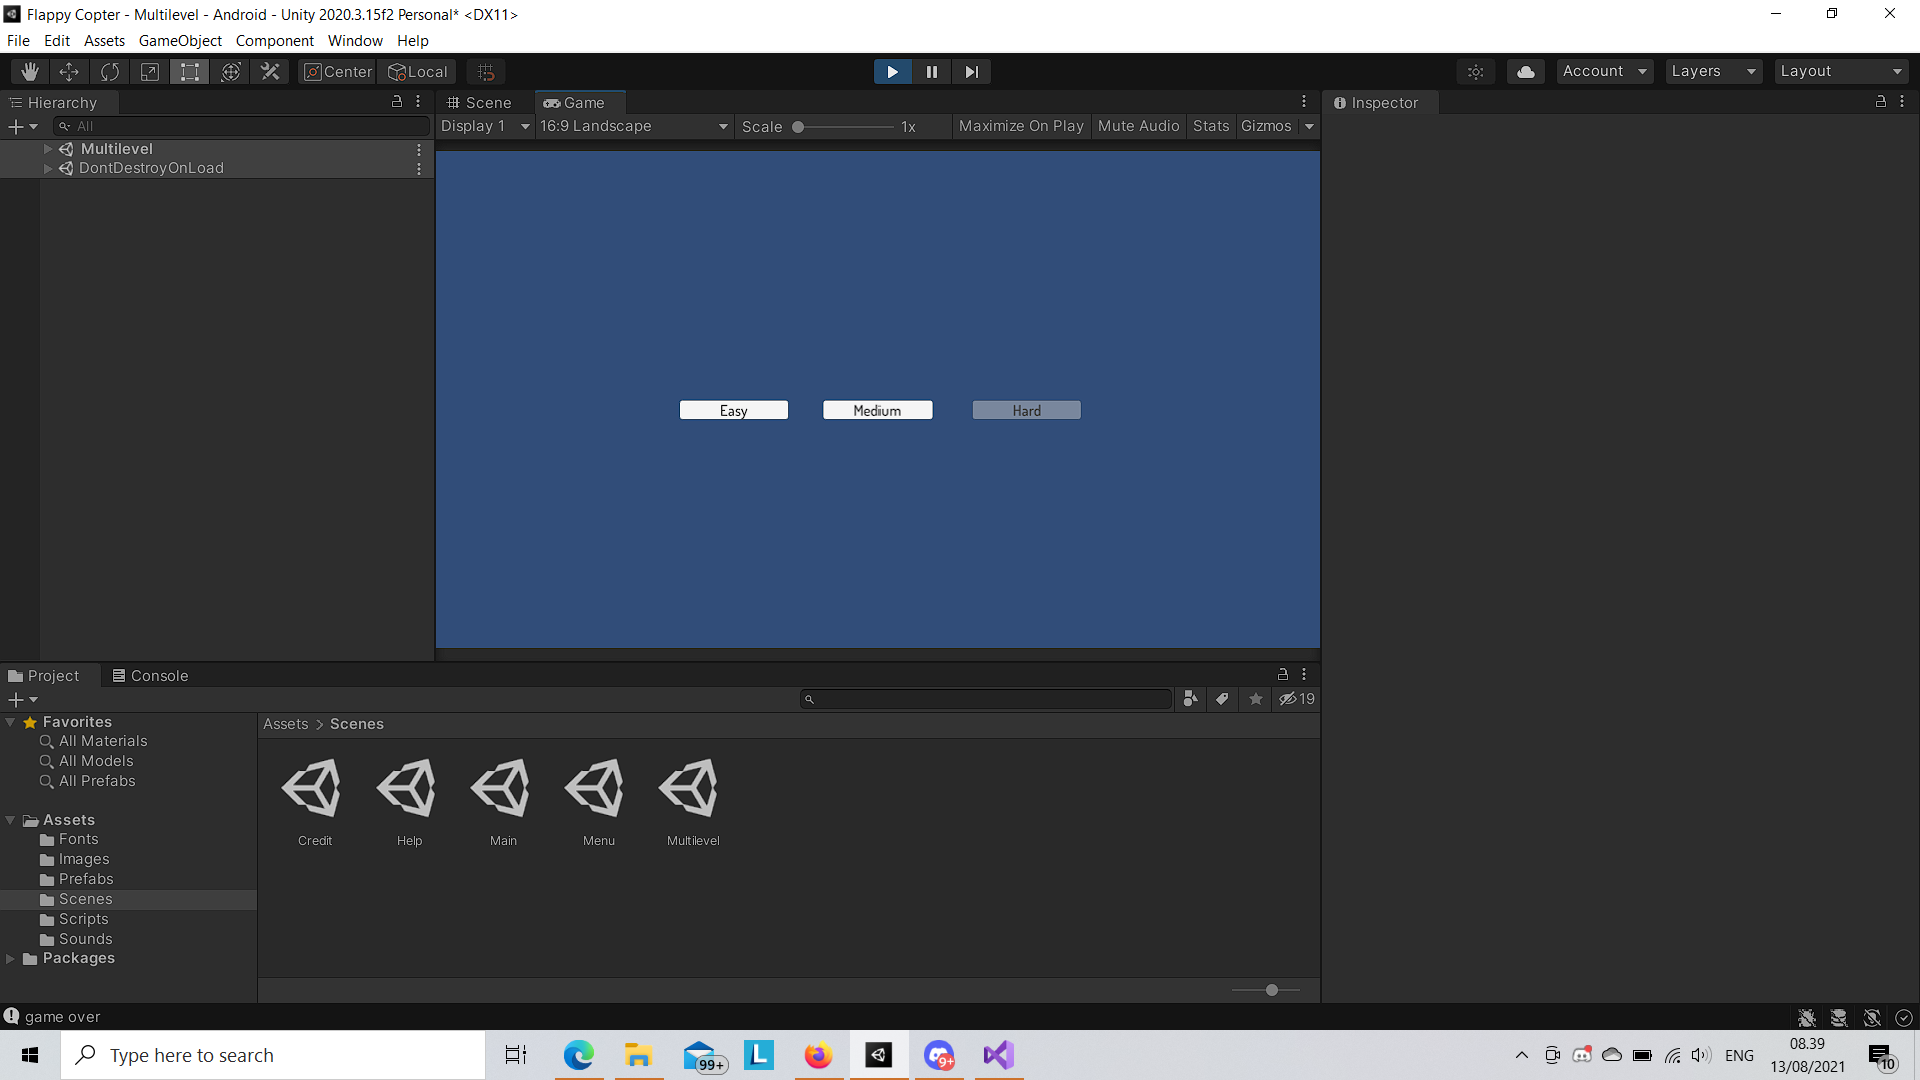 Flappy Copter - Multilevel - Android - Unity 2020.3.15f2 Personal* <DX11>
File Edit Assets GameObject Component Window Help
Center Local
Account Layers Layout
Hierarchy
All
Multilevel
DontDestroyOnLoad
Scene Game
Display 1 16:9 Landscape Scale 1x Maximize On Play Mute Audio Stats Gizmos
Easy Medium Hard
Inspector
Project Console
19
Favorites
All Materials
All Models
All Prefabs
Assets
Fonts
Images
Prefabs
Scenes
Scripts
Sounds
Packages
Assets > Scenes
Credit Help Main Menu Multilevel
game over
Type here to search
99+
L
9+
ENG
08.39
13/08/2021
10